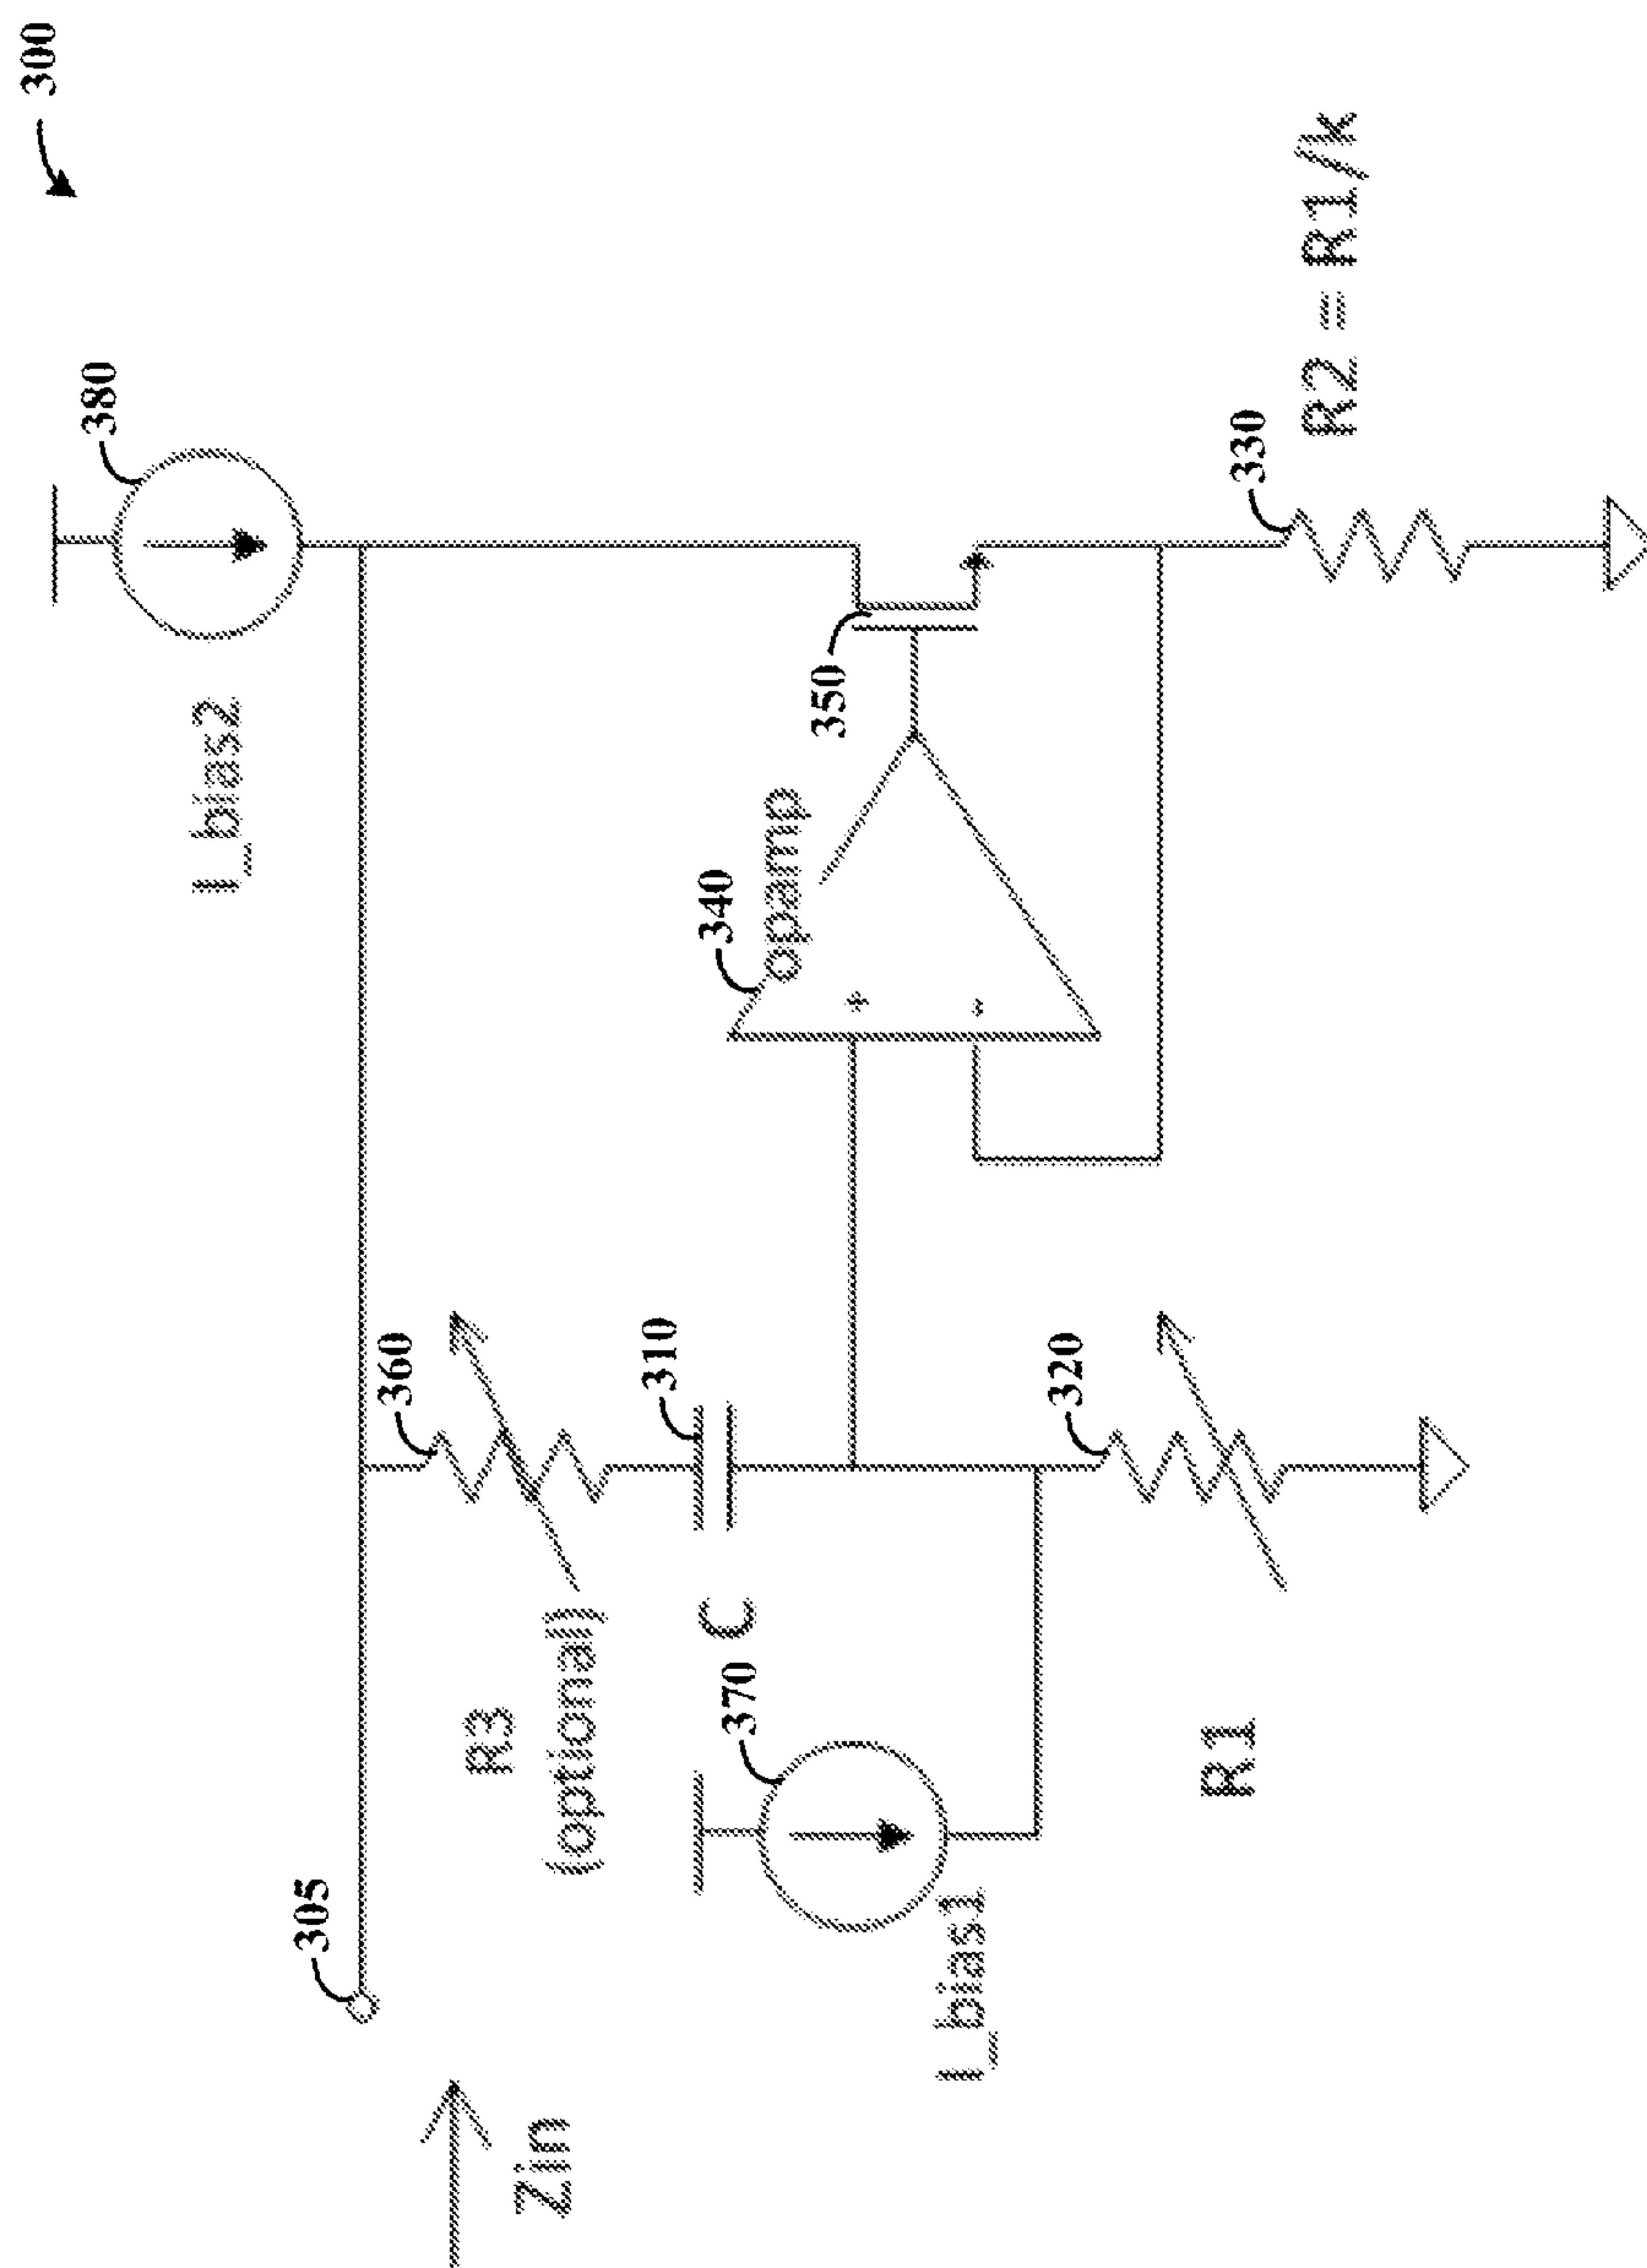 300
380
I_bias2
305
360
R3
(optional)
310
C
370
I_bias1
340
opamp
+
-
350
320
R1
330
R2 = R1/k
Zin